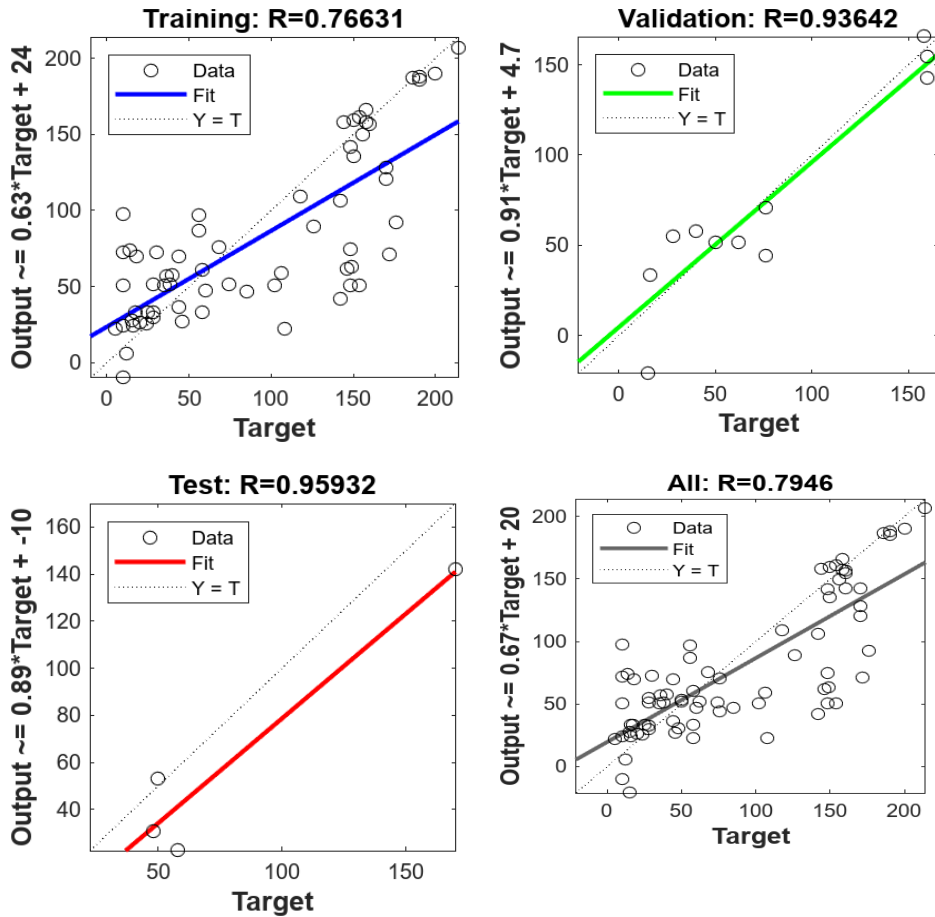 Training: R=0.76631
Output ~= 0.63*Target + 24
200
150
100
50
0
Data
Fit
Y = T
0 50 100 150 200
Target
Validation: R=0.93642
Output ~= 0.91*Target + 4.7
150
100
50
0
Data
Fit
Y = T
0 50 100 150
Target
Test: R=0.95932
Output ~= 0.89*Target + -10
160
140
120
100
80
60
40
Data
Fit
Y = T
50 100 150
Target
All: R=0.7946
Output ~= 0.67*Target + 20
200
150
100
50
0
Data
Fit
Y = T
0 50 100 150 200
Target